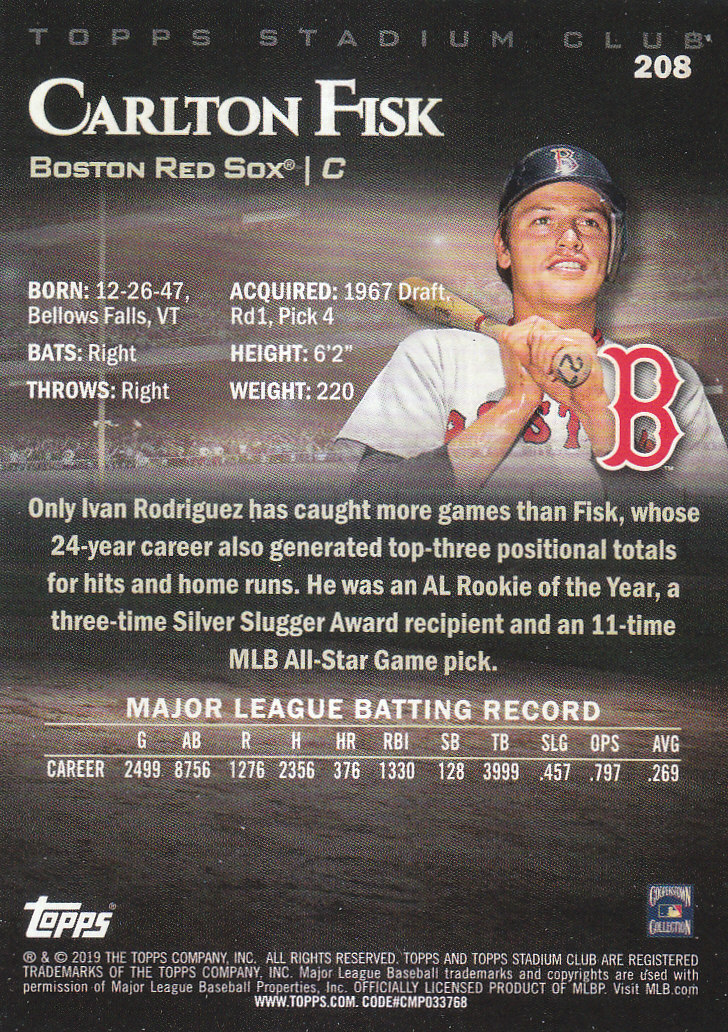 TOPPS STADIUM CLUB
208
CARLTON FISK
BOSTON RED SOX® | C
B
BORN: 12-26-47, ACQUIRED: 1967 Draft,
Bellows Falls, VT Rd1, Pick 4
BATS: Right HEIGHT: 6'2"
THROWS: Right WEIGHT: 220
27
B
Only Ivan Rodriguez has caught more games than Fisk, whose
24-year career also generated top-three positional totals
for hits and home runs. He was an AL Rookie of the Year, a
three-time Silver Slugger Award recipient and an 11-time
MLB All-Star Game pick.
MAJOR LEAGUE BATTING RECORD
G AB R H HR RBI SB TB SLG OPS AVG
CAREER 2499 8756 1276 2356 376 1330 128 3999 .457 .797 .269
topps®
COOPERSTOWN
COLLECTION
® & © 2019 THE TOPPS COMPANY, INC. ALL RIGHTS RESERVED. TOPPS AND TOPPS STADIUM CLUB ARE REGISTERED
TRADEMARKS OF THE TOPPS COMPANY, INC. Major League Baseball trademarks and copyrights are used with
permission of Major League Baseball Properties, Inc. OFFICIALLY LICENSED PRODUCT OF MLBP. Visit MLB.com
WWW.TOPPS.COM. CODE#CMP033768